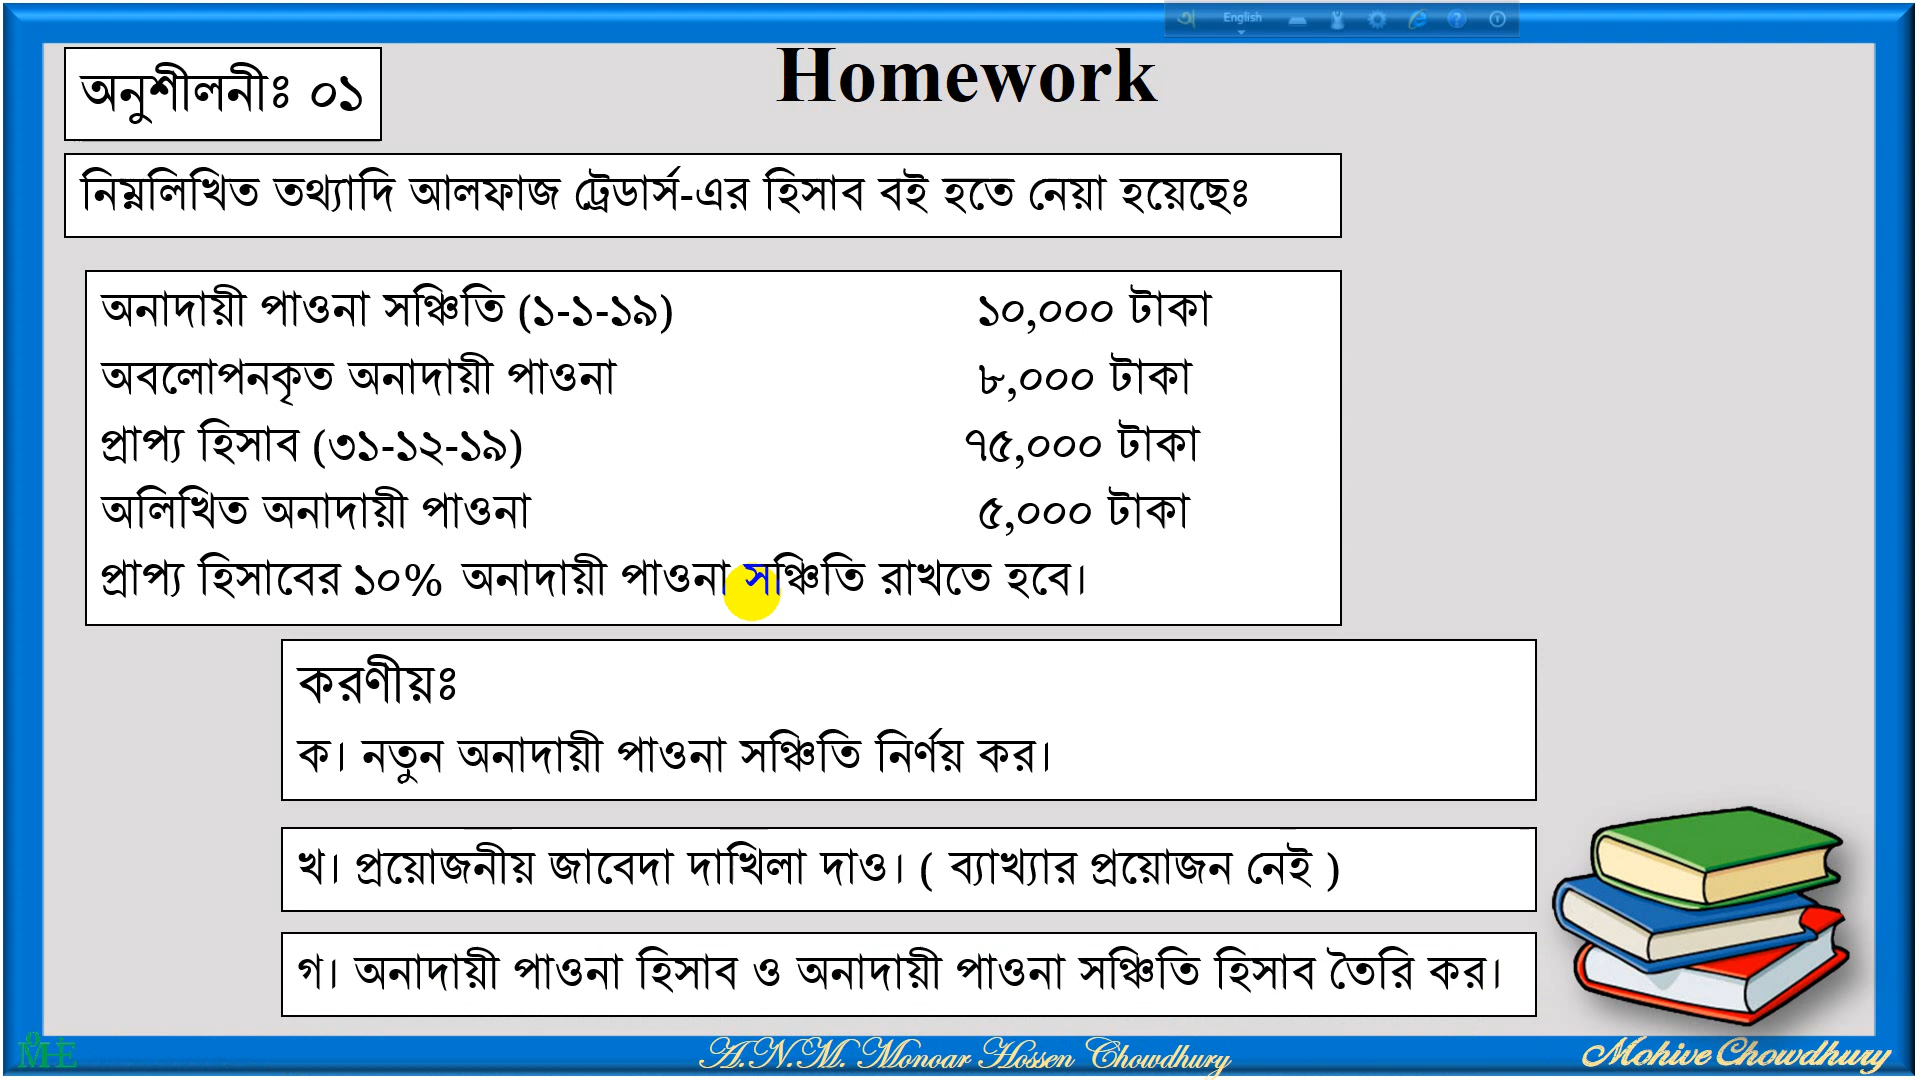 English
Homework
অনুশীলনীঃ ০১
নিম্নলিখিত তথ্যাদি আলফাজ ট্রেডার্স-এর হিসাব বই হতে নেয়া হয়েছেঃ
অনাদায়ী পাওনা সঞ্চিতি (১-১-১৯) ১০,০০০ টাকা
অবলোপনকৃত অনাদায়ী পাওনা ৮,০০০ টাকা
প্রাপ্য হিসাব (৩১-১২-১৯) ৭৫,০০০ টাকা
অলিখিত অনাদায়ী পাওনা ৫,০০০ টাকা
প্রাপ্য হিসাবের ১০% অনাদায়ী পাওনা সঞ্চিতি রাখতে হবে।
করণীয়ঃ
ক। নতুন অনাদায়ী পাওনা সঞ্চিতি নির্ণয় কর।
খ। প্রয়োজনীয় জাবেদা দাখিলা দাও। ( ব্যাখ্যার প্রয়োজন নেই )
গ। অনাদায়ী পাওনা হিসাব ও অনাদায়ী পাওনা সঞ্চিতি হিসাব তৈরি কর।
A.N.M. Monoar Hossen Chowdhury
Mohive Chowdhury